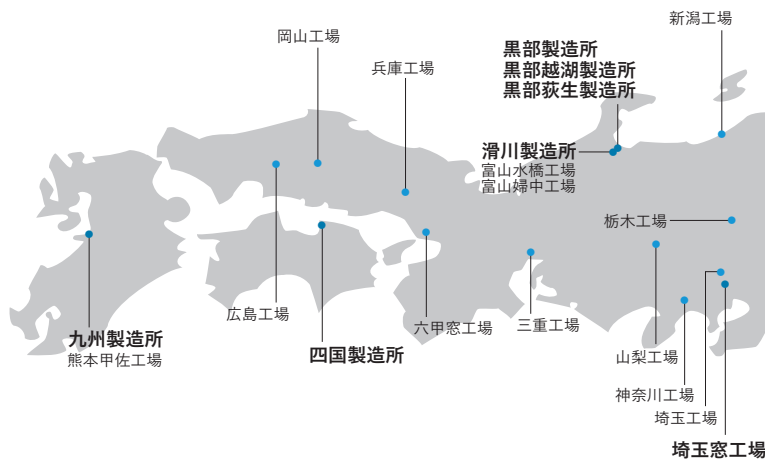 新潟工場
岡山工場
兵庫工場
黒部製造所
黒部越湖製造所
黒部荻生製造所
滑川製造所
富山水橋工場
富山婦中工場
栃木工場
広島工場
六甲窓工場
三重工場
九州製造所
熊本甲佐工場
四国製造所
山梨工場
神奈川工場
埼玉工場
埼玉窓工場